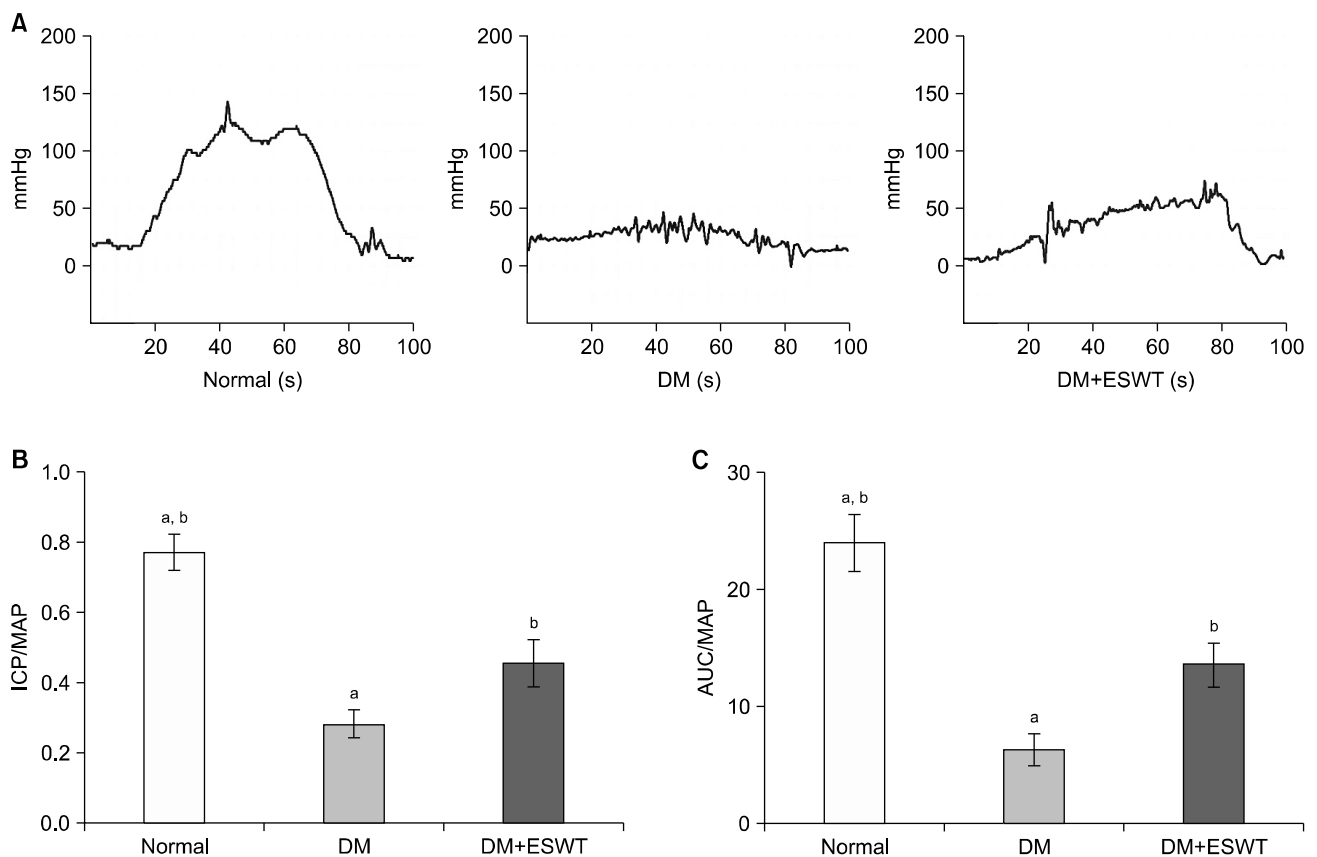 A
mmHg
200
150
100
50
0
20 40 60 80 100
Normal (s)
mmHg
200
150
100
50
0
20 40 60 80 100
DM (s)
mmHg
200
150
100
50
0
20 40 60 80 100
DM+ESWT (s)
B
ICP/MAP
1.0
0.8
0.6
0.4
0.2
0.0
a, b
a
b
Normal DM DM+ESWT
C
AUC/MAP
30
20
10
0
a, b
a
b
Normal DM DM+ESWT